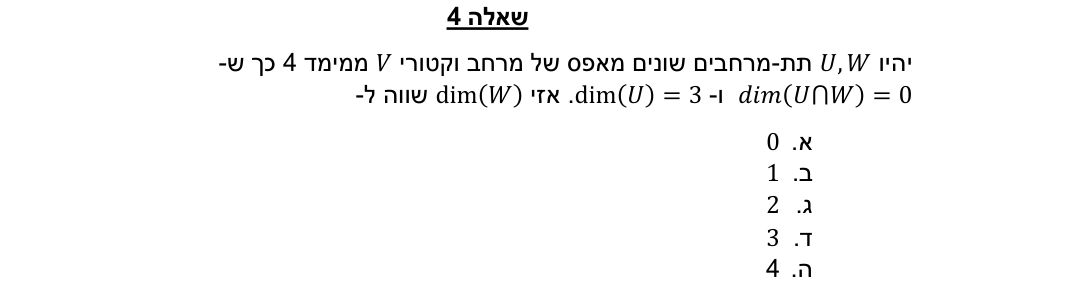 שאלה 4
יהיו U, W תת-מרחבים שונים מאפס של מרחב וקטורי V ממימד 4 כך ש-
dim(U⋂W) = 0 ו- dim(U) = 3. אזי dim(W) שווה ל-
א. 0
ב. 1
ג. 2
ד. 3
ה. 4